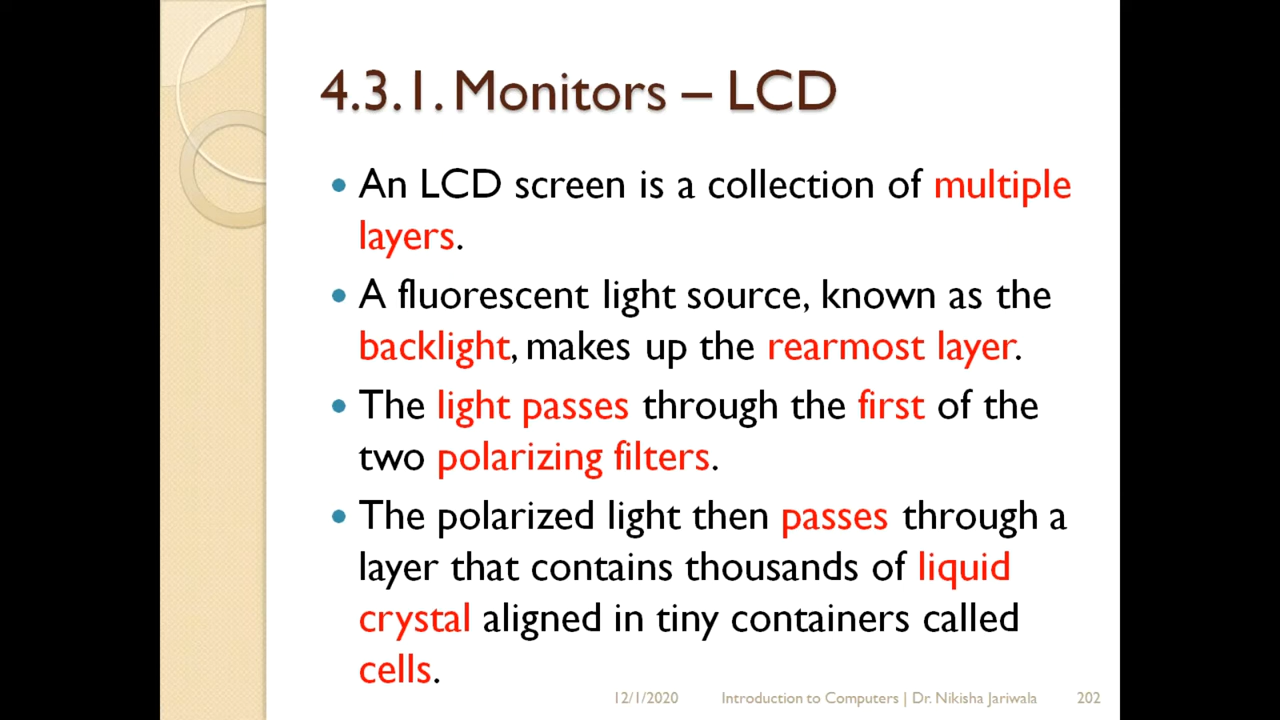 4.3.1. Monitors – LCD
• An LCD screen is a collection of multiple
layers.
• A fluorescent light source, known as the
backlight, makes up the rearmost layer.
• The light passes through the first of the
two polarizing filters.
• The polarized light then passes through a
layer that contains thousands of liquid
crystal aligned in tiny containers called
cells.
12/1/2020 Introduction to Computers | Dr. Nikisha Jariwala 202